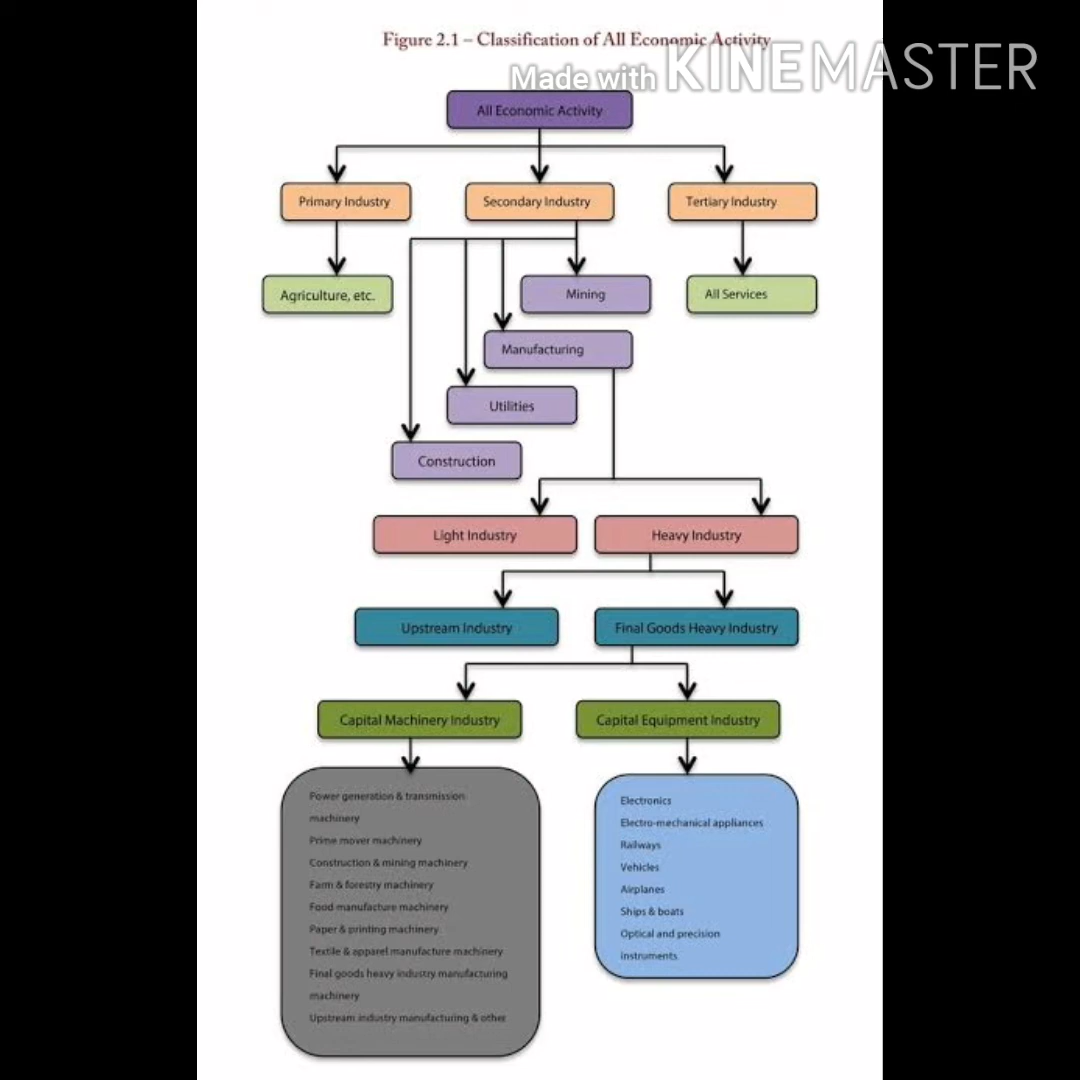 Figure 2.1 – Classification of All Economic Activity
Made with KINEMASTER
All Economic Activity
Primary Industry
Secondary Industry
Tertiary Industry
Agriculture, etc.
Mining
All Services
Manufacturing
Utilities
Construction
Light Industry
Heavy Industry
Upstream Industry
Final Goods Heavy Industry
Capital Machinery Industry
Capital Equipment Industry
Power generation & transmission
machinery
Prime mover machinery
Construction & mining machinery
Farm & forestry machinery
Food manufacture machinery
Paper & printing machinery
Textile & apparel manufacture machinery
Final goods heavy industry manufacturing
machinery
Upstream industry manufacturing & other
Electronics
Electro-mechanical appliances
Railways
Vehicles
Airplanes
Ships & boats
Optical and precision
instruments